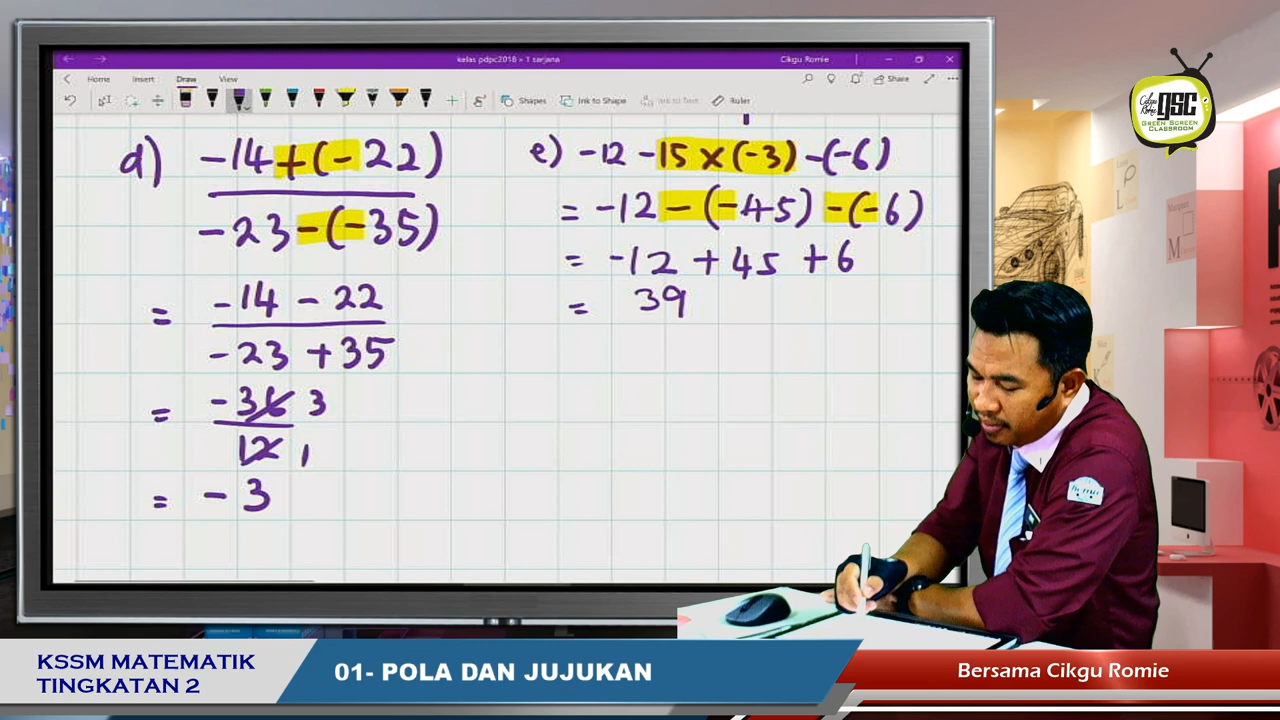 kelas pdpc2018 » 1 sarjana
Cikgu Romie
Home Insert Draw View
Share
Shapes Ink to Shape Ink to Text Ruler
d) -14 + (-22)
-23 - (-35)
= -14 - 22
-23 + 35
= -36 3
12 1
= -3
e) -12 - 15 × (-3) - (-6)
= -12 - (-45) - (-6)
= -12 + 45 + 6
= 39
Cikgu Romie GSC
GREEN SCREEN
CLASSROOM
KSSM MATEMATIK
TINGKATAN 2
01- POLA DAN JUJUKAN
Bersama Cikgu Romie